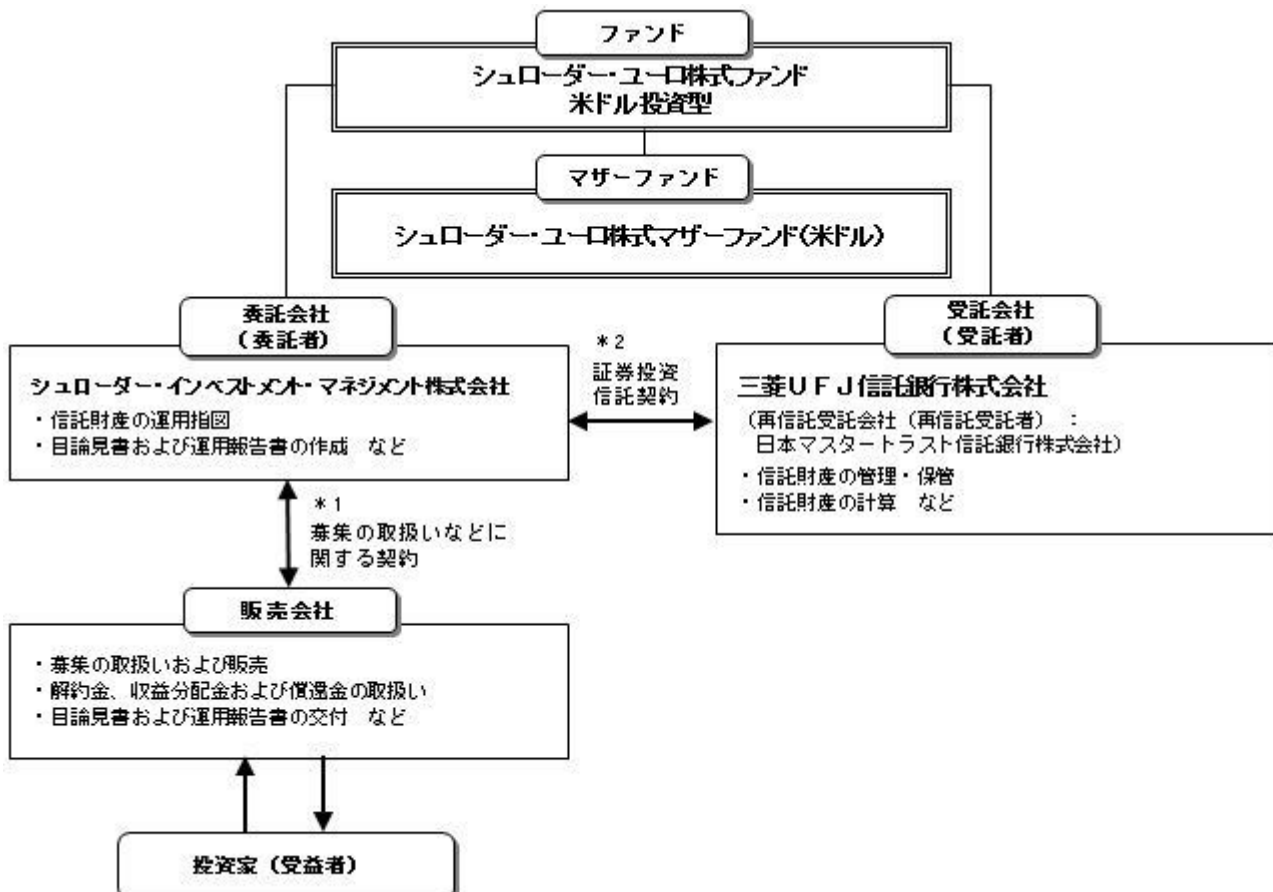 ファンド
シュローダー・ユーロ株式ファンド
米ドル投資型
マザーファンド
シュローダー・ユーロ株式マザーファンド(米ドル)
委託会社
(委託者)
シュローダー・インベストメント・マネジメント株式会社
・信託財産の運用指図
・目論見書および運用報告書の作成 など
*2
証券投資
信託契約
受託会社
(受託者)
三菱UFJ信託銀行株式会社
(再信託受託会社(再信託受託者) :
日本マスタートラスト信託銀行株式会社)
・信託財産の管理・保管
・信託財産の計算 など
*1
募集の取扱いなどに
関する契約
販売会社
・募集の取扱いおよび販売
・解約金、収益分配金および償還金の取扱い
・目論見書および運用報告書の交付 など
投資家(受益者)